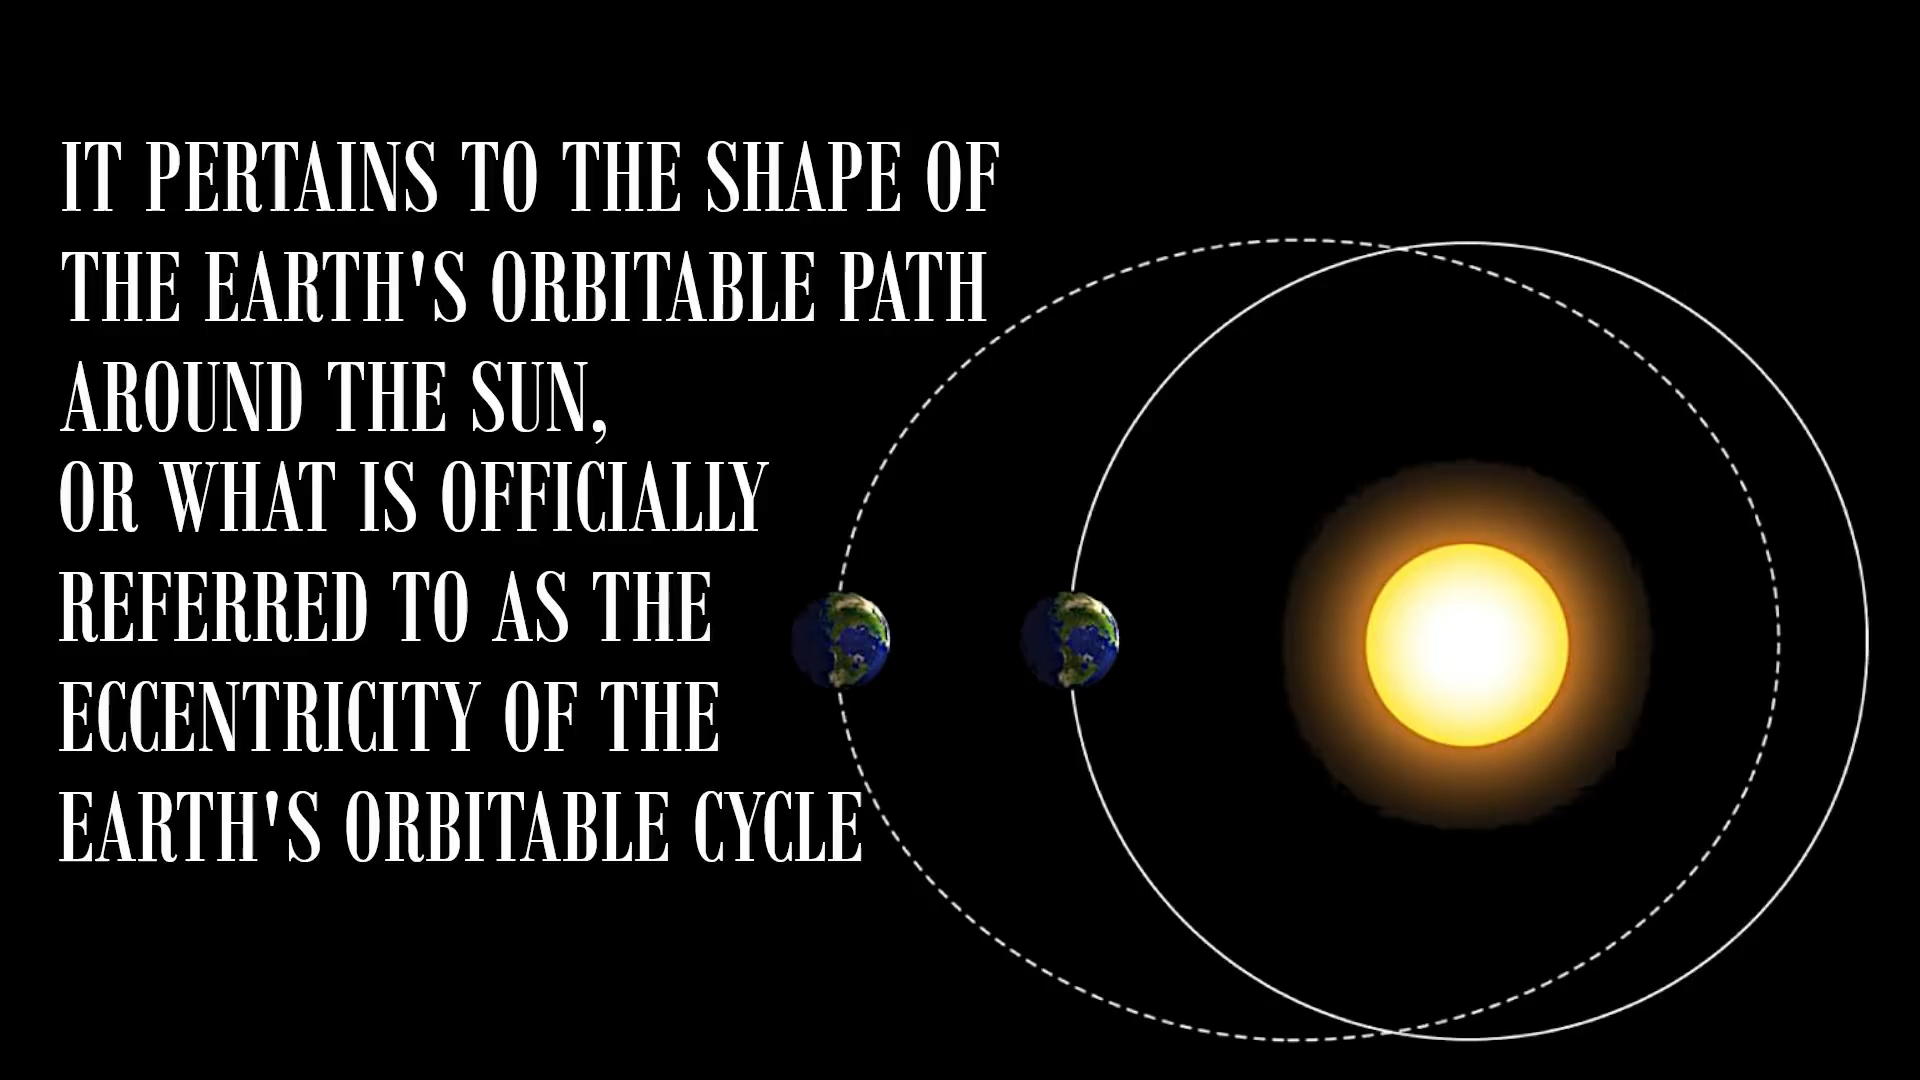 IT PERTAINS TO THE SHAPE OF
THE EARTH'S ORBITABLE PATH
AROUND THE SUN,
OR WHAT IS OFFICIALLY
REFERRED TO AS THE
ECCENTRICITY OF THE
EARTH'S ORBITABLE CYCLE